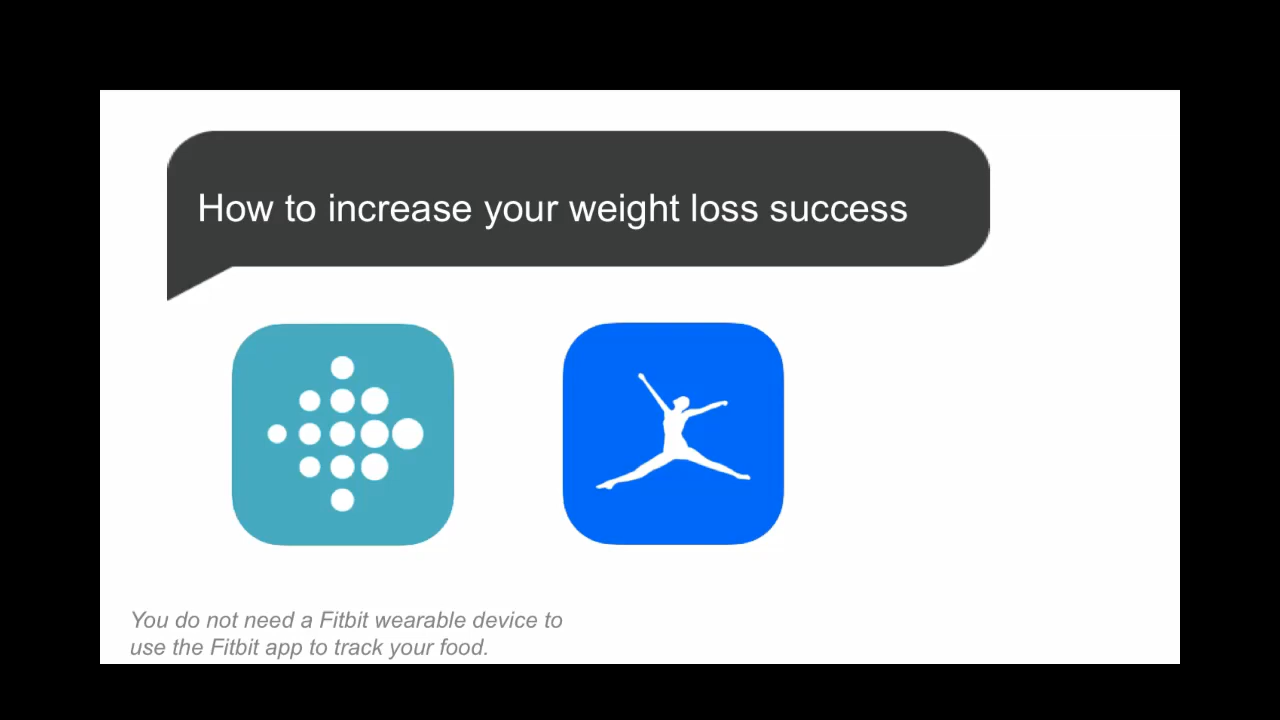 How to increase your weight loss success
You do not need a Fitbit wearable device to
use the Fitbit app to track your food.